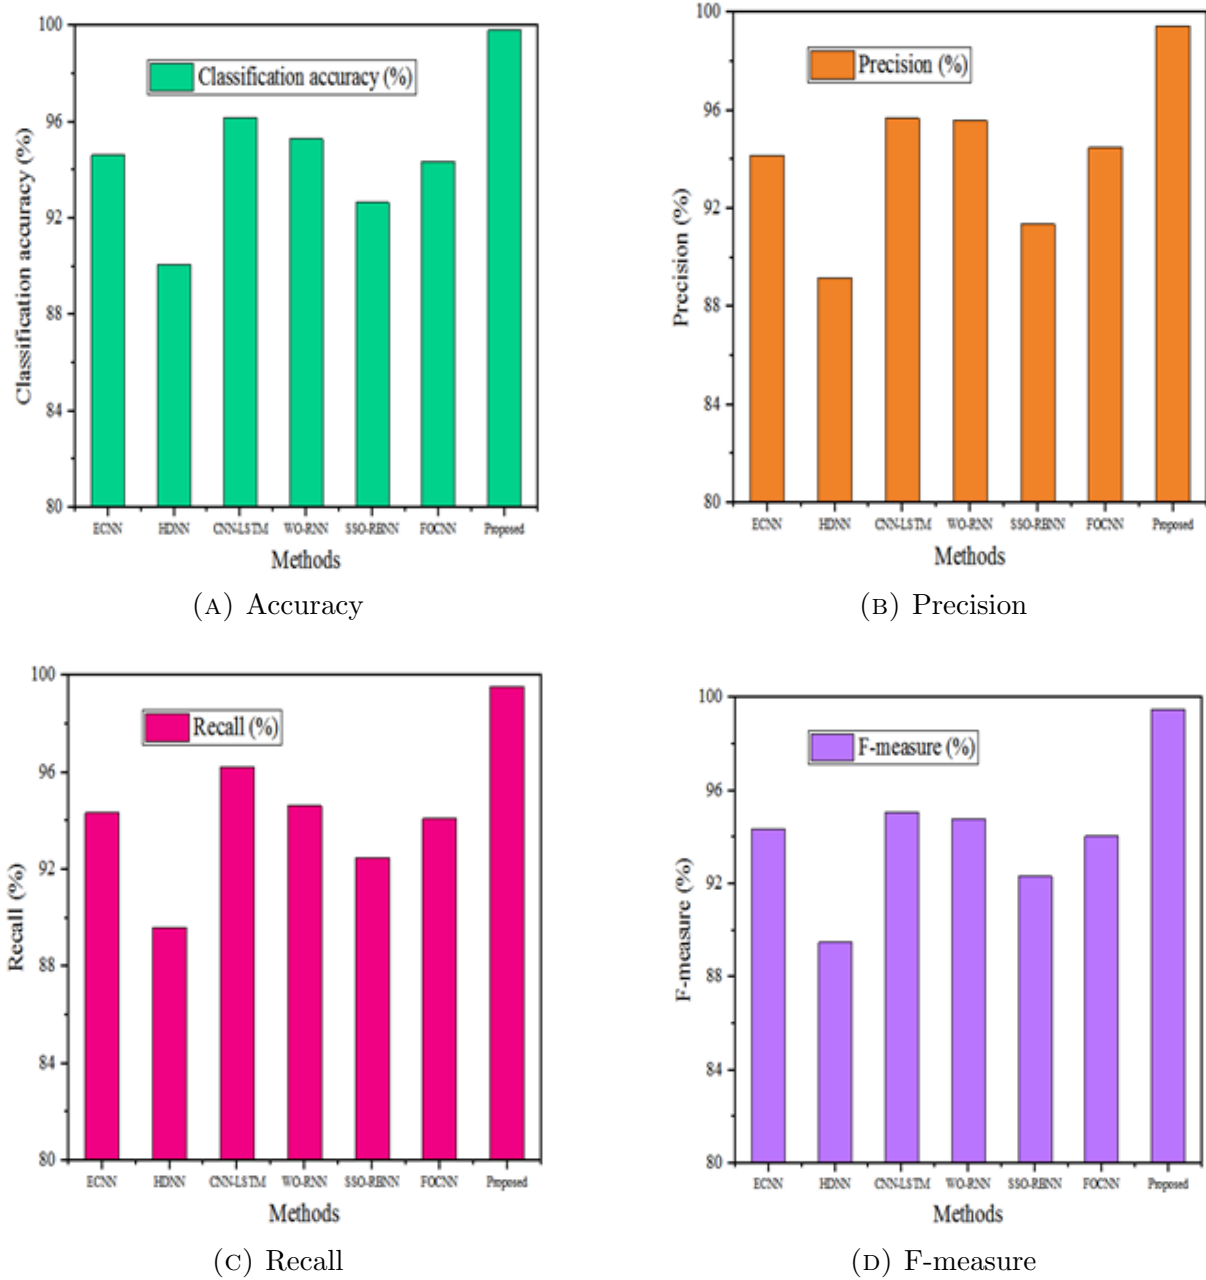 100
96
92
88
84
80
Classification accuracy (%)
Classification accuracy (%)
ECNN HDNN CNN-LSTM WO-RNN SSO-RENN FOCNN Proposed
Methods
(A) Accuracy
100
96
92
88
84
80
Precision (%)
Precision (%)
ECNN HDNN CNN-LSTM WO-RNN SSO-RENN FOCNN Proposed
Methods
(B) Precision
100
96
92
88
84
80
Recall (%)
Recall (%)
ECNN HDNN CNN-LSTM WO-RNN SSO-RENN FOCNN Proposed
Methods
(C) Recall
100
96
92
88
84
80
F-measure (%)
F-measure (%)
ECNN HDNN CNN-LSTM WO-RNN SSO-RENN FOCNN Proposed
Methods
(D) F-measure